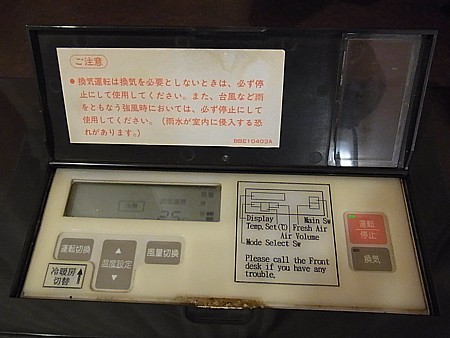 ご注意
● 換気運転は換気を必要としないときは、必ず停
止にして使用してください。また、台風など雨
をともなう強風時においては、必ず停止にして
使用してください。（雨水が室内に侵入する恐
れがあります。）
BBE10403A
Display
Main Sw
Temp.Set(℃) Fresh Air
Air Volume
Mode Select Sw
Please call the Front
desk if you have any
trouble.
運転切換
▲
温度設定
▼
風量切換
冷暖房
切替
運転
停止
換気